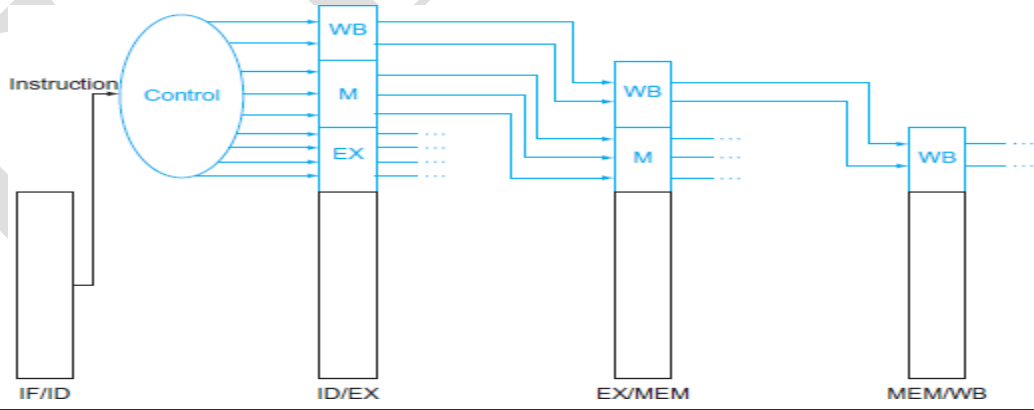 WB
Instruction
Control
M
WB
EX
M
WB
IF/ID
ID/EX
EX/MEM
MEM/WB